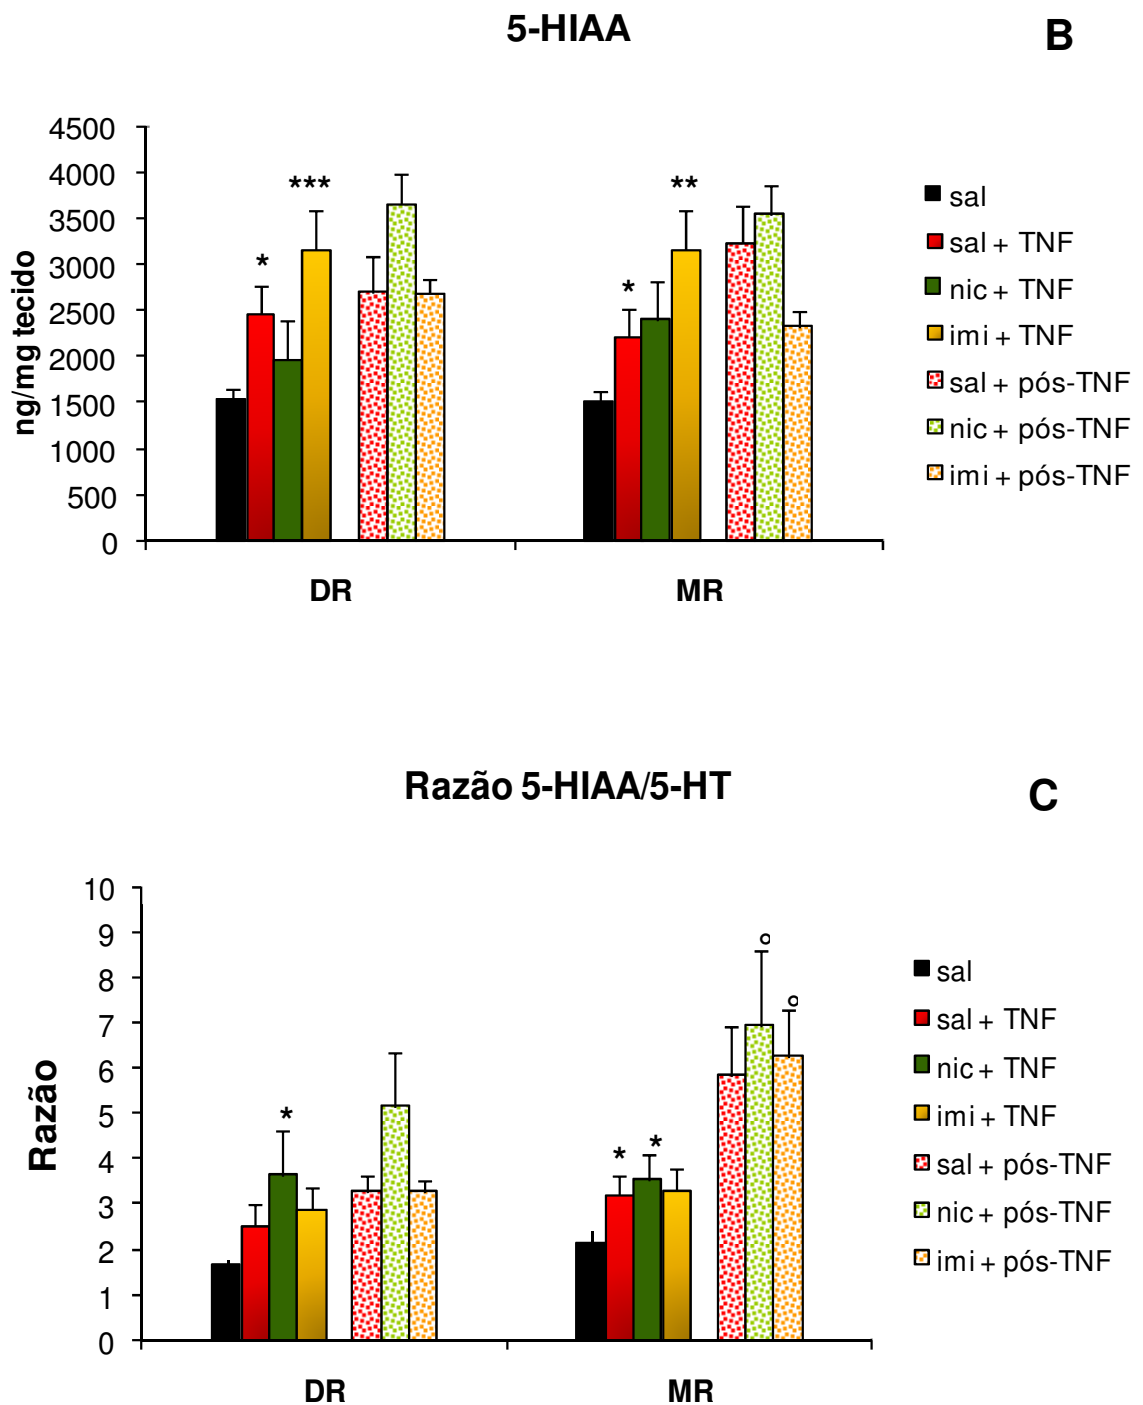 5-HIAA
B
4500
4000
3500
3000
2500
2000
1500
1000
500
0
ng/mg tecido
*
***
*
**
DR
MR
sal
sal + TNF
nic + TNF
imi + TNF
sal + pós-TNF
nic + pós-TNF
imi + pós-TNF
Razão 5-HIAA/5-HT
C
10
9
8
7
6
5
4
3
2
1
0
Razão
*
*
*
°
°
DR
MR
sal
sal + TNF
nic + TNF
imi + TNF
sal + pós-TNF
nic + pós-TNF
imi + pós-TNF